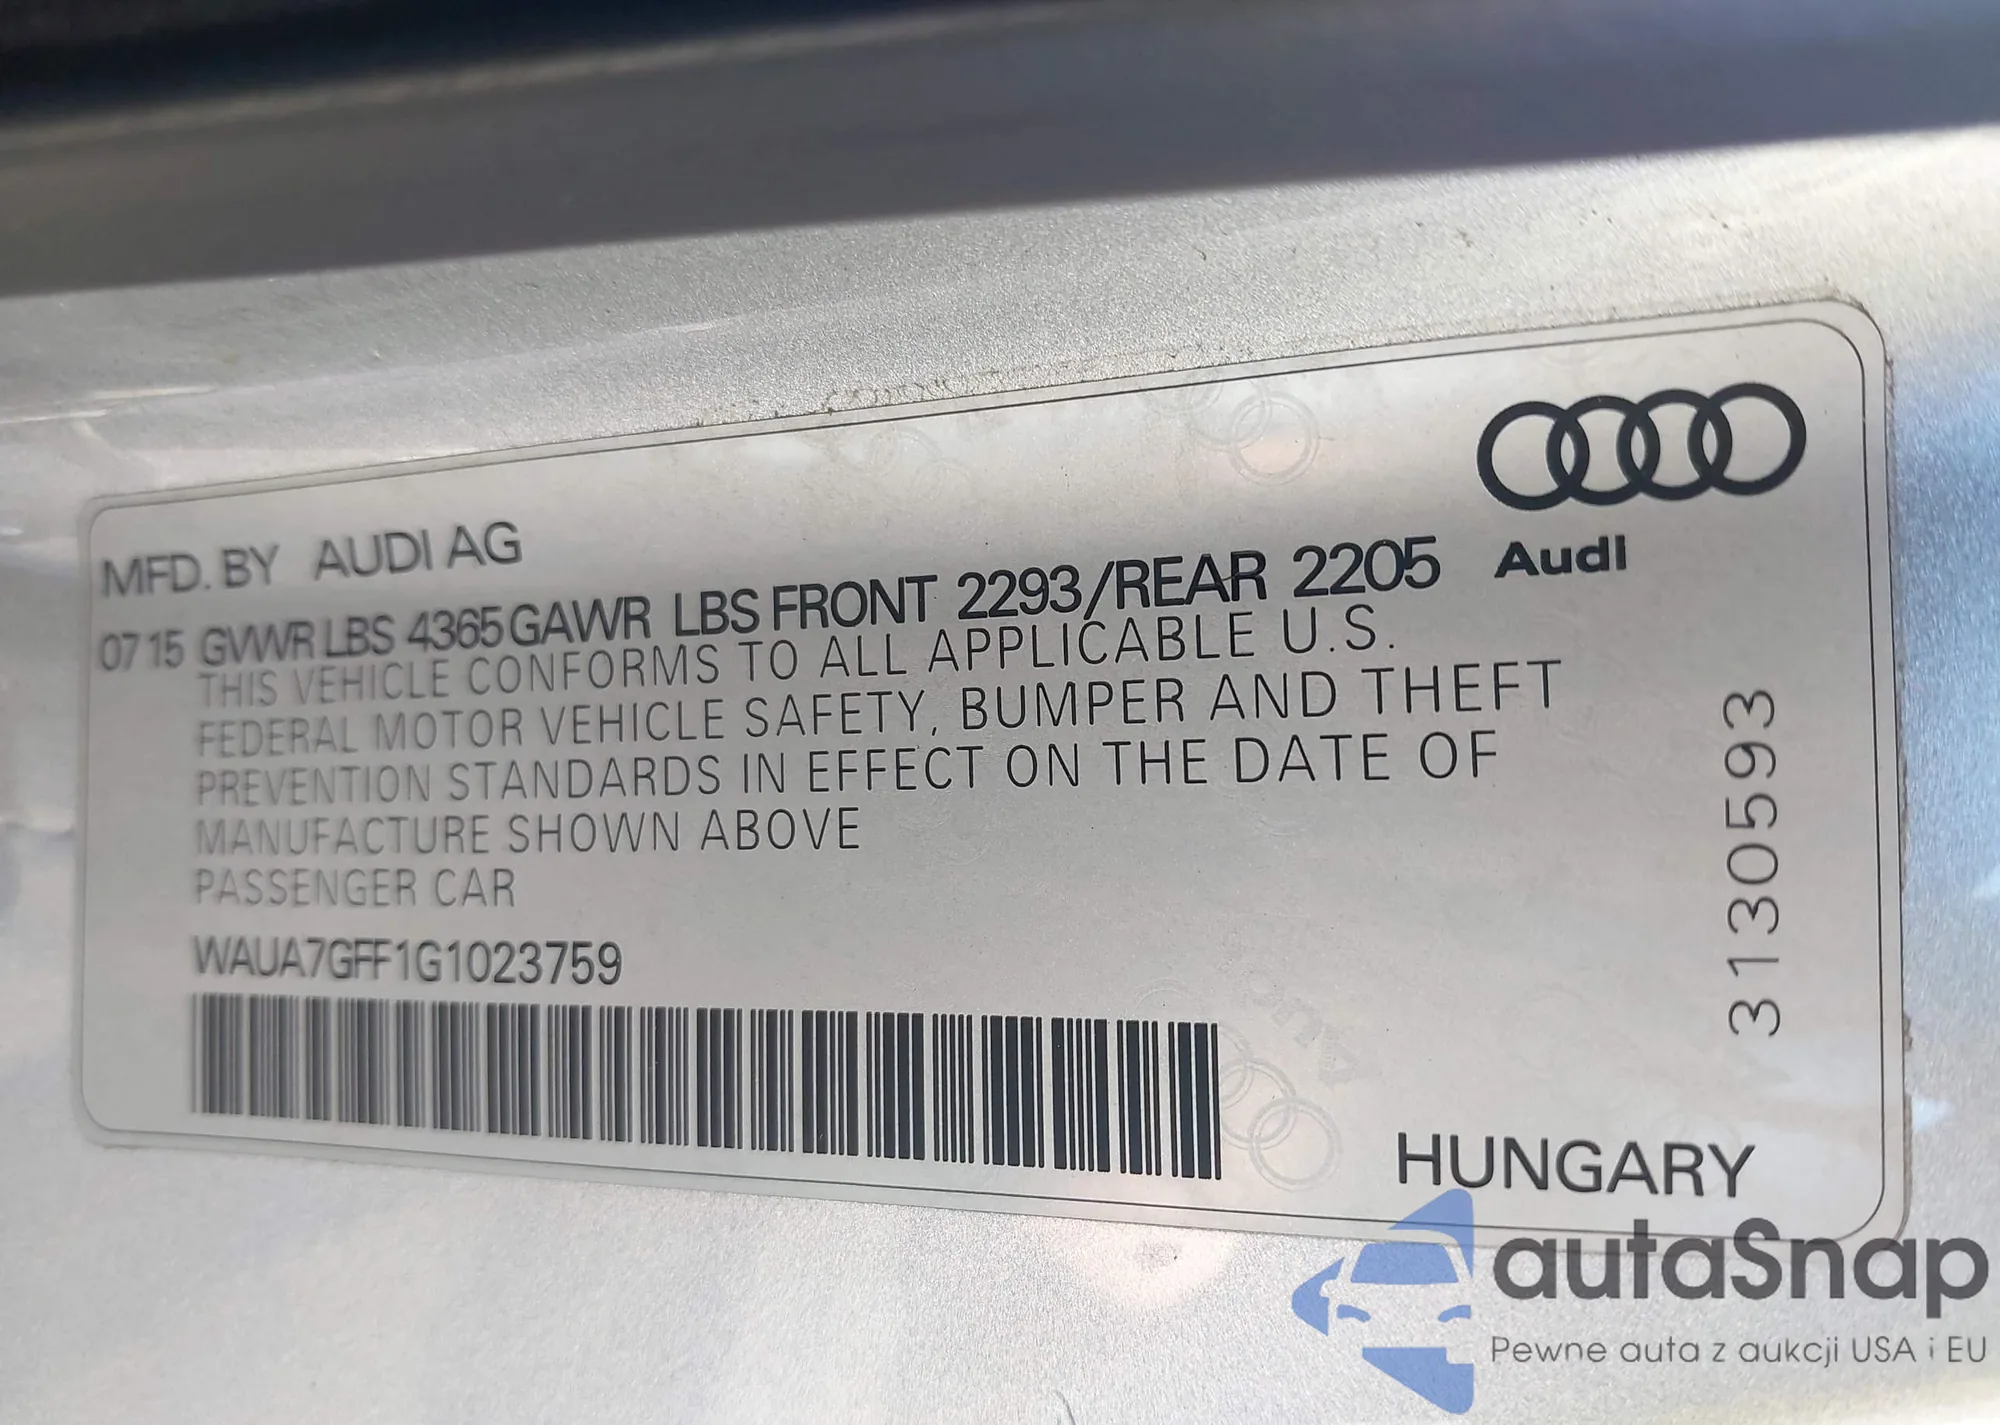 MFD. BY AUDI AG
07 15 GVWR LBS 4365 GAWR LBS FRONT 2293/REAR 2205
Audi
THIS VEHICLE CONFORMS TO ALL APPLICABLE U.S.
FEDERAL MOTOR VEHICLE SAFETY, BUMPER AND THEFT
PREVENTION STANDARDS IN EFFECT ON THE DATE OF
MANUFACTURE SHOWN ABOVE
PASSENGER CAR
WAUA7GFF1G1023759
3130593
HUNGARY
autaSnap
Pewne auta z aukcji USA i EU